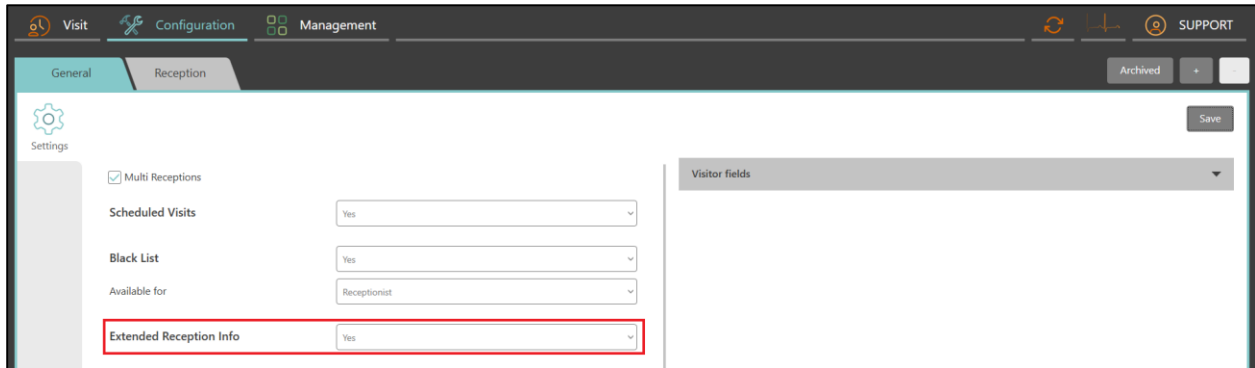 Visit Configuration Management SUPPORT
General Reception Archived + -
Settings
Save
Multi Receptions
Visitor fields
Scheduled Visits Yes
Black List Yes
Available for Receptionist
Extended Reception Info Yes